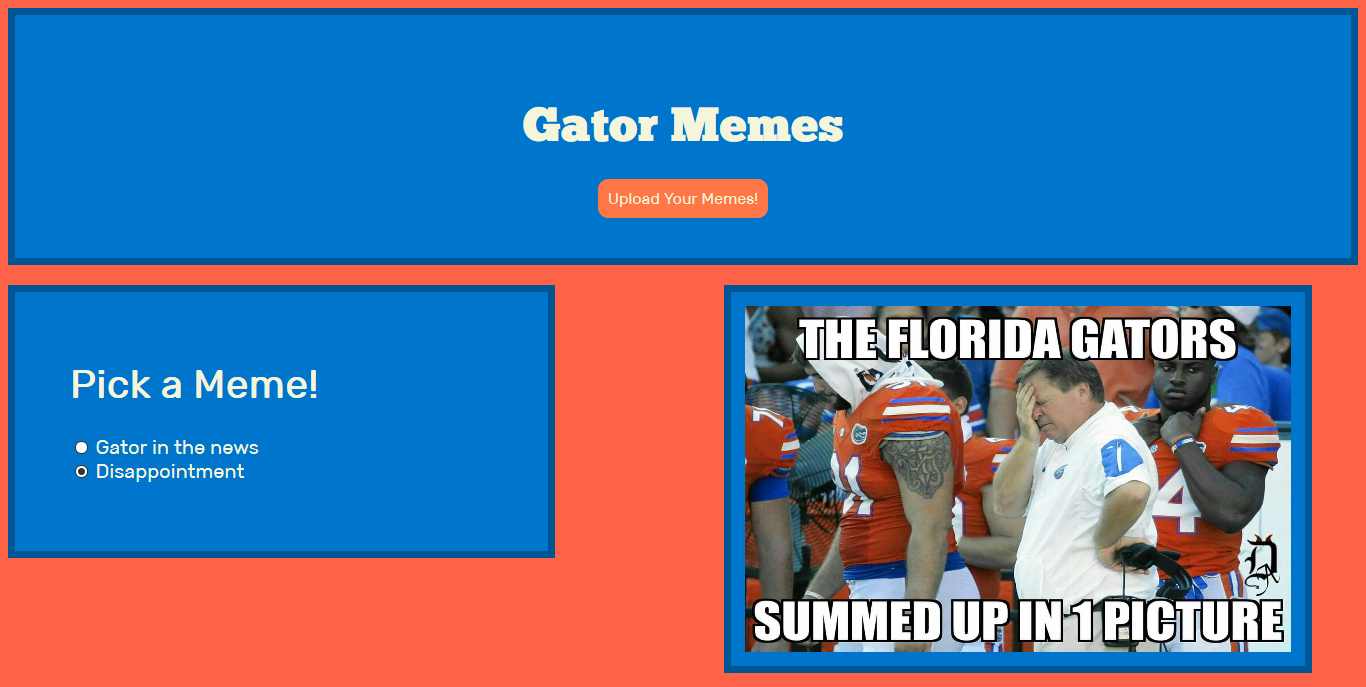 Gator Memes
Upload Your Memes!
Pick a Meme!
Gator in the news
Disappointment
THE FLORIDA GATORS
SUMMED UP IN 1 PICTURE